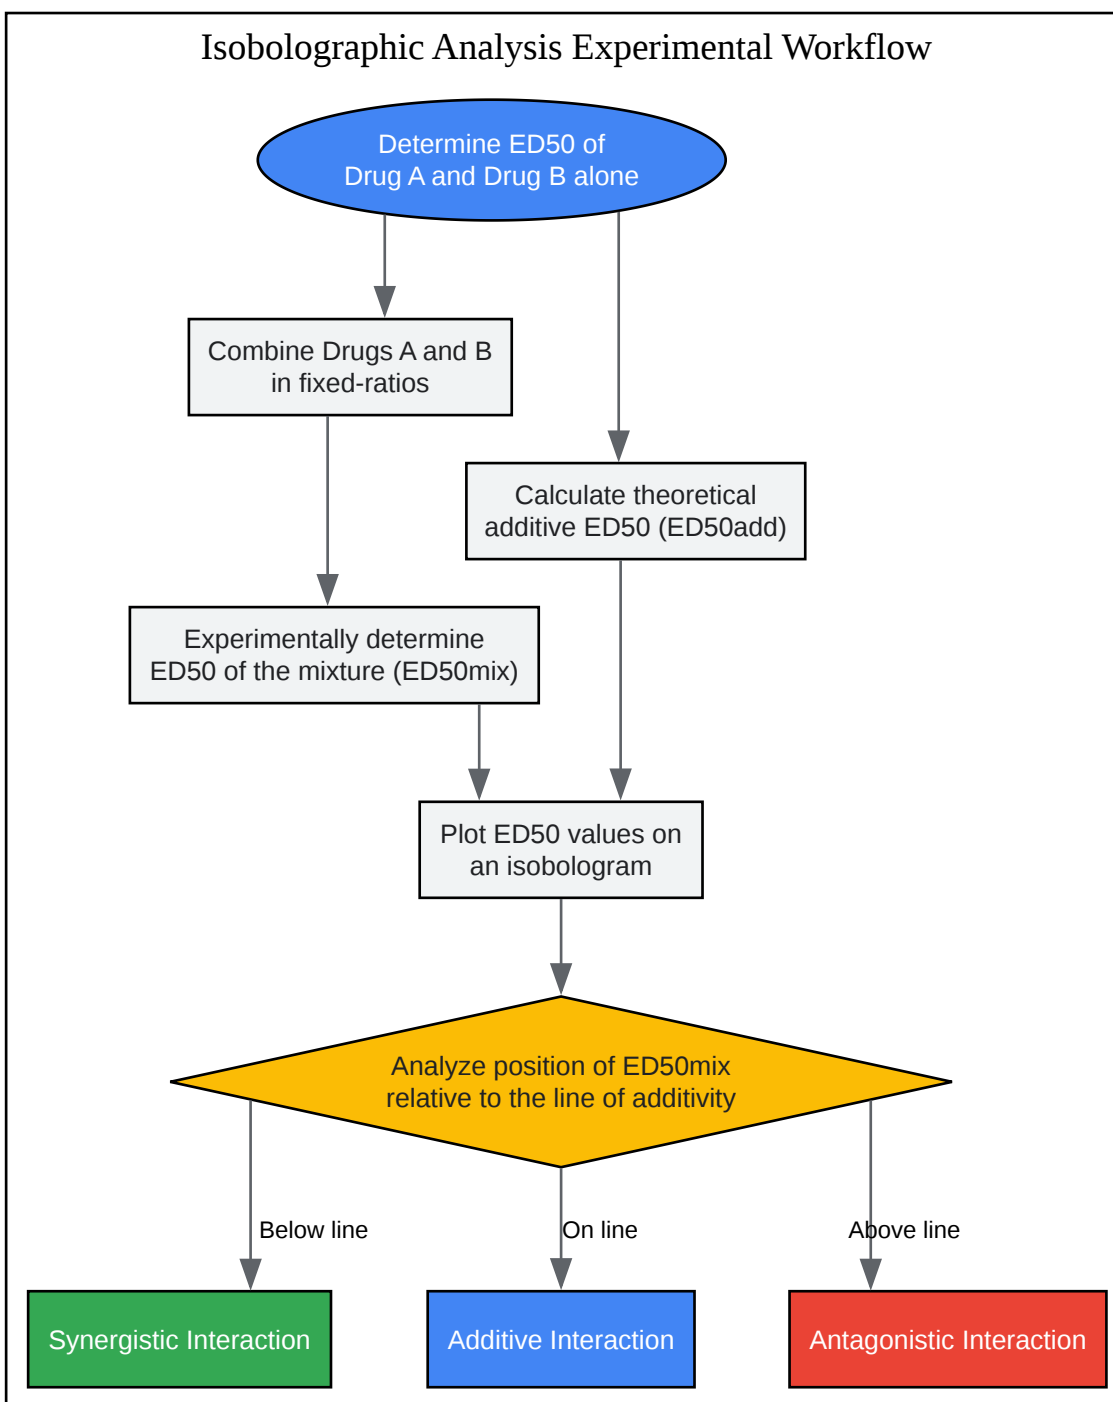 Isobolographic Analysis Experimental Workflow
Determine ED50 of
Drug A and Drug B alone
Combine Drugs A and B
in fixed-ratios
Calculate theoretical
additive ED50 (ED50add)
Experimentally determine
ED50 of the mixture (ED50mix)
Plot ED50 values on
an isobologram
Analyze position of ED50mix
relative to the line of additivity
Below line
On line
Above line
Synergistic Interaction
Additive Interaction
Antagonistic Interaction